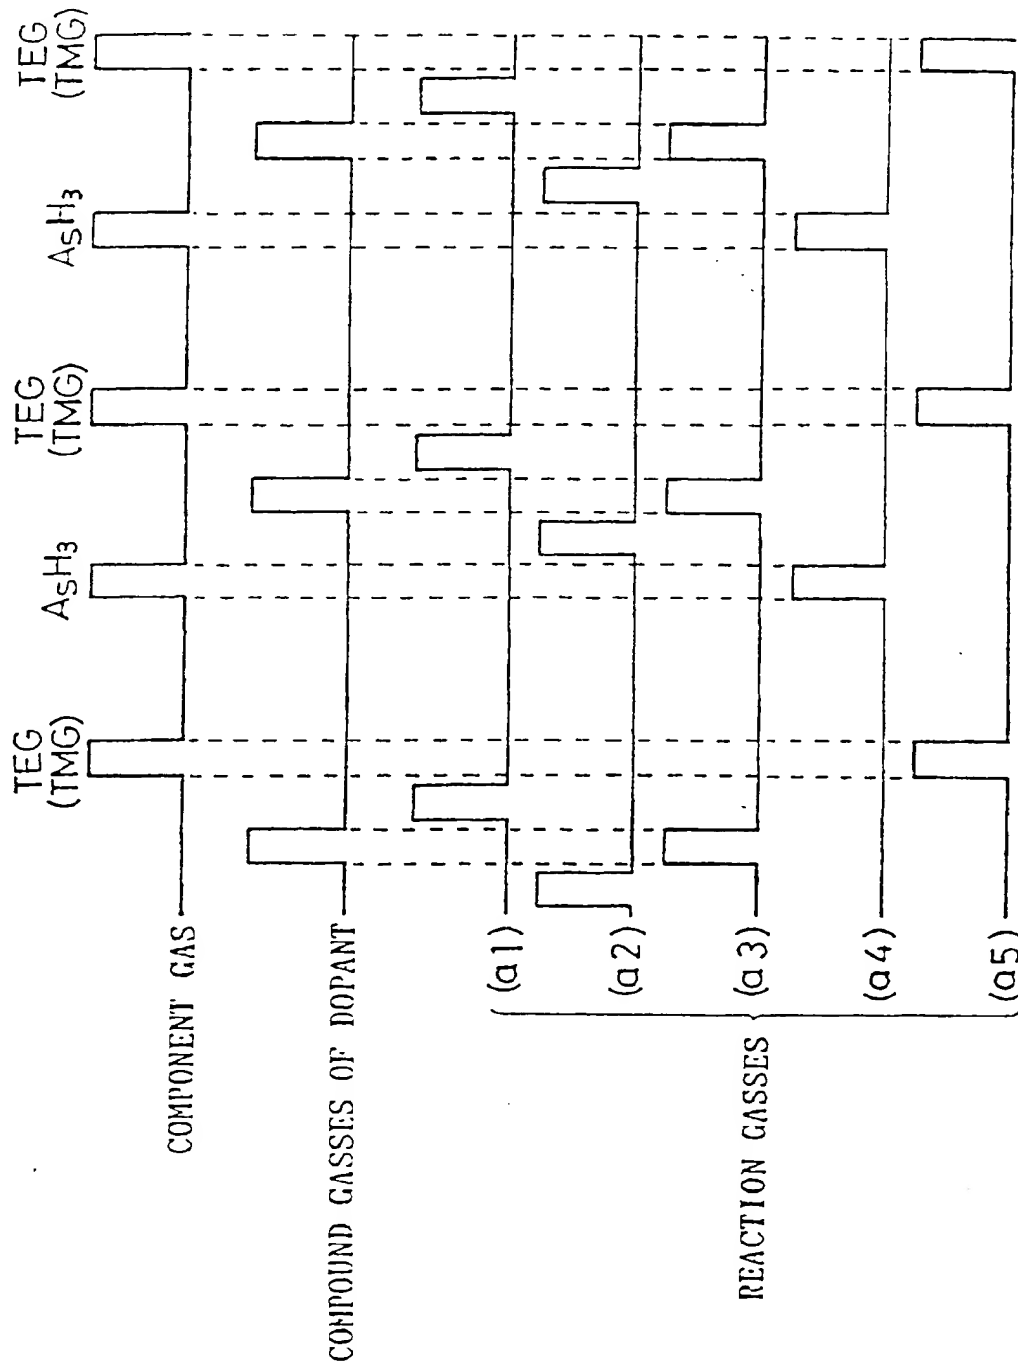 TEG
(TMG)
AsH3
TEG
(TMG)
AsH3
TEG
(TMG)
COMPONENT GAS
COMPOUND GASSES OF DOPANT
REACTION GASSES
(a1)
(a2)
(a3)
(a4)
(a5)